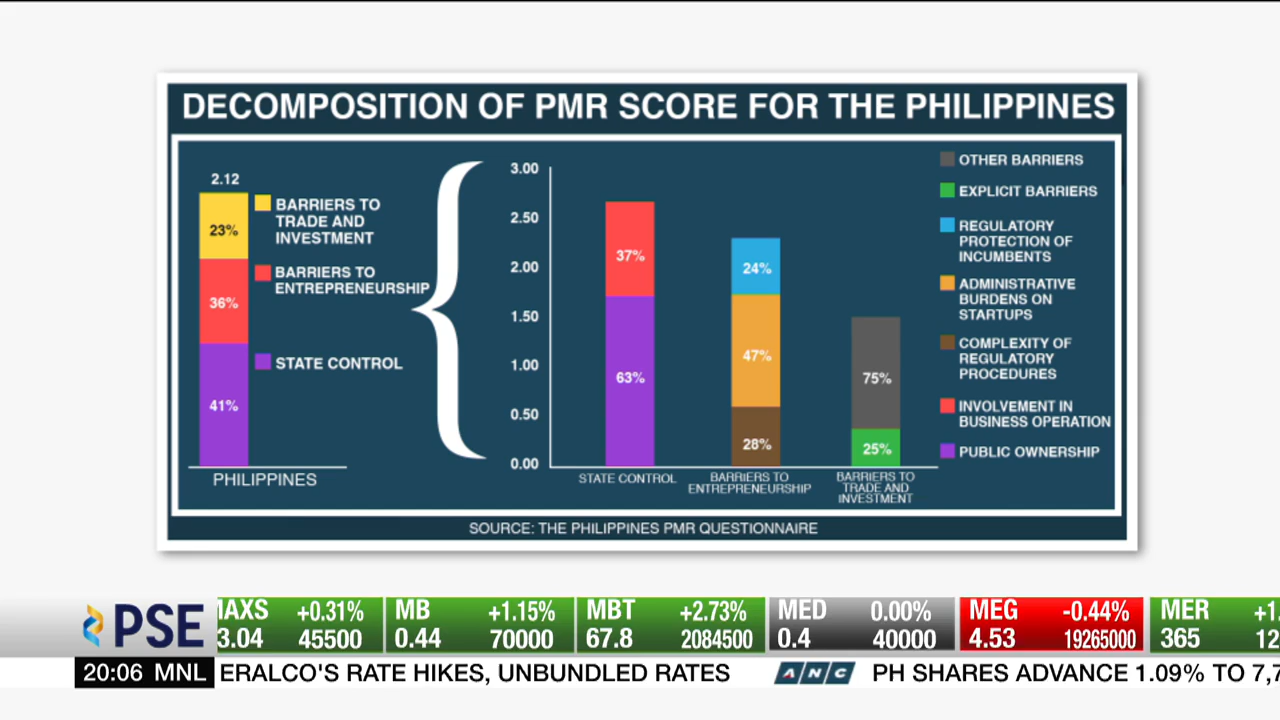 DECOMPOSITION OF PMR SCORE FOR THE PHILIPPINES
2.12
23%
36%
41%
PHILIPPINES
BARRIERS TO
TRADE AND
INVESTMENT
BARRIERS TO
ENTREPRENEURSHIP
STATE CONTROL
3.00
2.50
2.00
1.50
1.00
0.50
0.00
37%
63%
STATE CONTROL
24%
47%
28%
BARRIERS TO
ENTREPRENEURSHIP
75%
25%
BARRIERS TO
TRADE AND
INVESTMENT
OTHER BARRIERS
EXPLICIT BARRIERS
REGULATORY
PROTECTION OF
INCUMBENTS
ADMINISTRATIVE
BURDENS ON
STARTUPS
COMPLEXITY OF
REGULATORY
PROCEDURES
INVOLVEMENT IN
BUSINESS OPERATION
PUBLIC OWNERSHIP
SOURCE: THE PHILIPPINES PMR QUESTIONNAIRE
PSE
AXS +0.31%
3.04 45500
MB +1.15%
0.44 70000
MBT +2.73%
67.8 2084500
MED 0.00%
0.4 40000
MEG -0.44%
4.53 19265000
MER +1.
365 12
20:06 MNL
ERALCO'S RATE HIKES, UNBUNDLED RATES
ANC
PH SHARES ADVANCE 1.09% TO 7,7